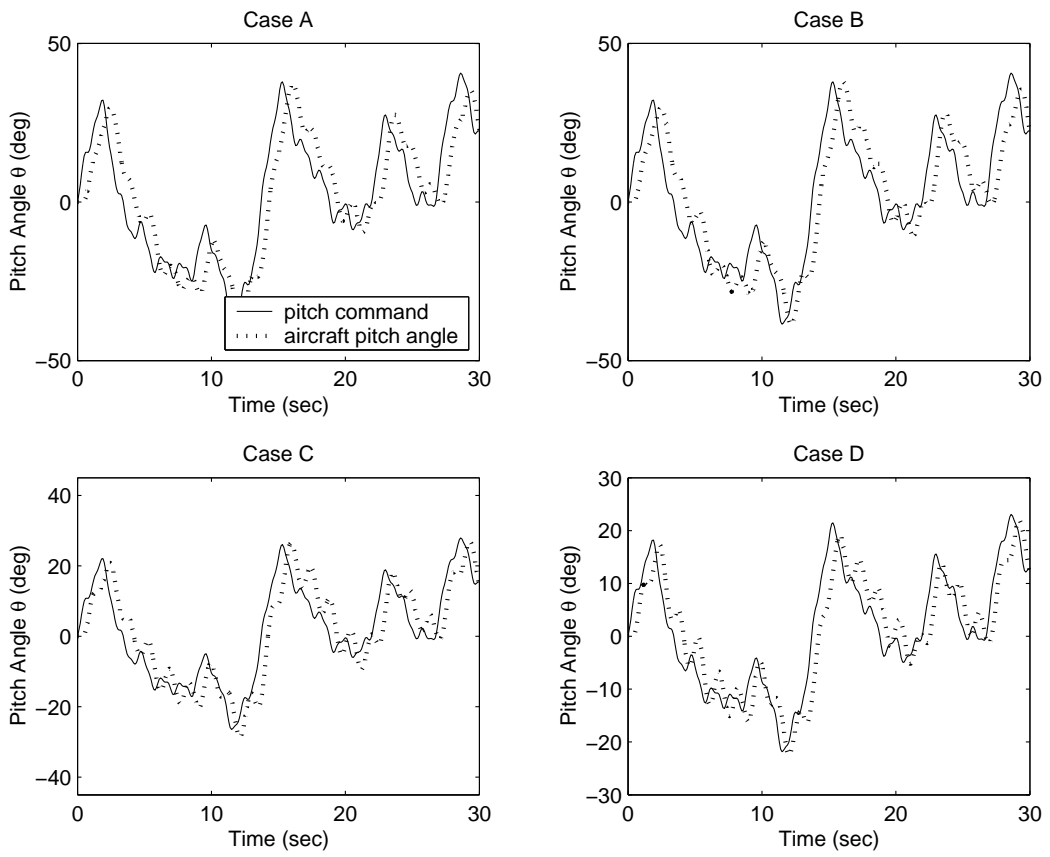 Case A
50
0
−50
Pitch Angle θ (deg)
0 10 20 30
Time (sec)
pitch command
aircraft pitch angle
Case B
50
0
−50
Pitch Angle θ (deg)
0 10 20 30
Time (sec)
Case C
40
20
0
−20
−40
Pitch Angle θ (deg)
0 10 20 30
Time (sec)
Case D
30
20
10
0
−10
−20
−30
Pitch Angle θ (deg)
0 10 20 30
Time (sec)